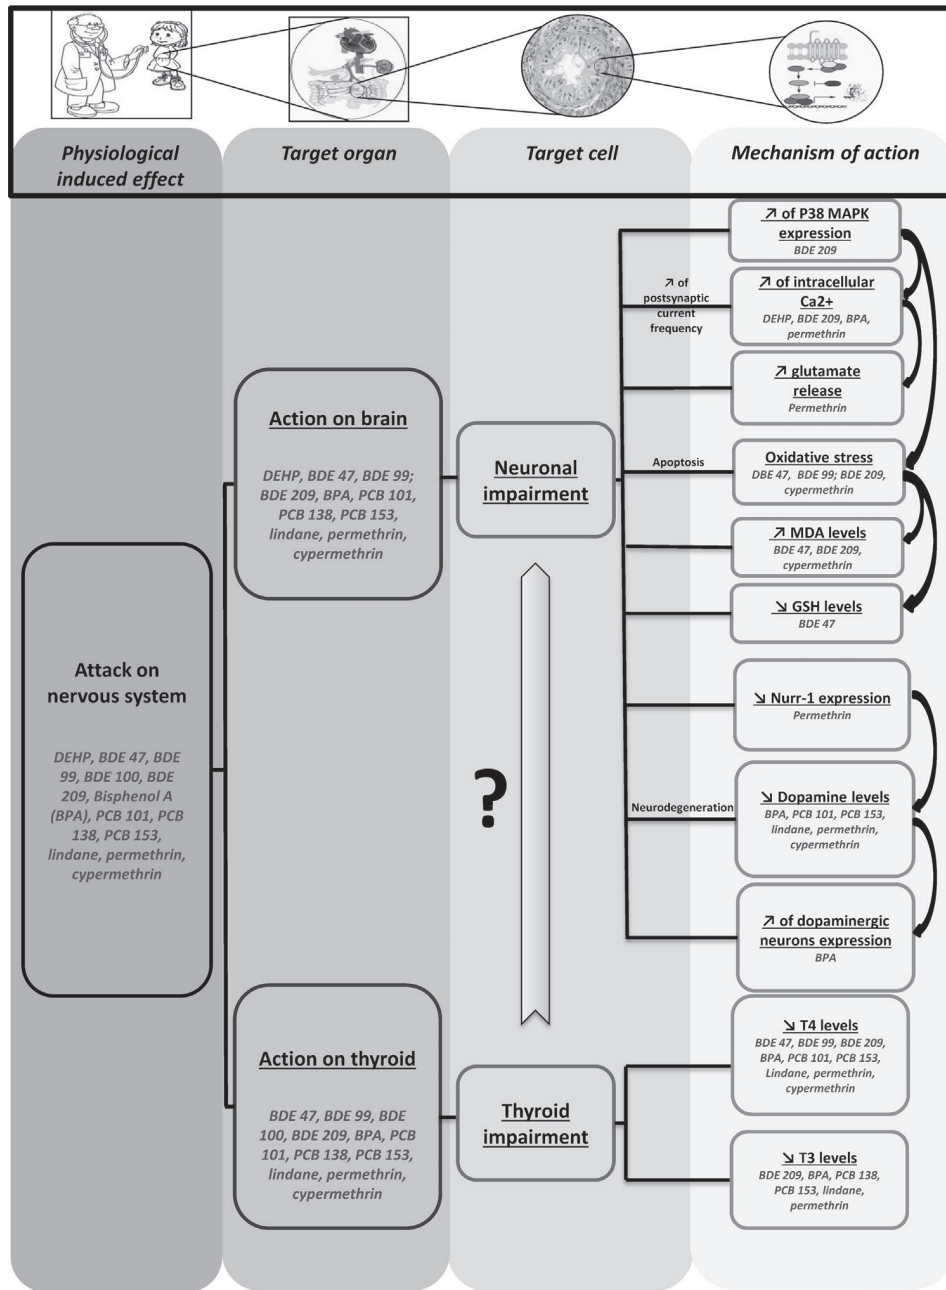 Physiological
induced effect
Target organ
Target cell
Mechanism of action
Attack on
nervous system
DEHP, BDE 47, BDE
99, BDE 100, BDE
209, Bisphenol A
(BPA), PCB 101, PCB
138, PCB 153,
lindane, permethrin,
cypermethrin
Action on brain
DEHP, BDE 47, BDE 99;
BDE 209, BPA, PCB 101,
PCB 138, PCB 153,
lindane, permethrin,
cypermethrin
Action on thyroid
BDE 47, BDE 99, BDE
100, BDE 209, BPA, PCB
101, PCB 138, PCB 153,
lindane, permethrin,
cypermethrin
Neuronal
impairment
?
Thyroid
impairment
↗ of
postsynaptic
current
frequency
Apoptosis
Neurodegeneration
↗ of P38 MAPK
expression
BDE 209
↗ of intracellular
Ca2+
DEHP, BDE 209, BPA,
permethrin
↗ glutamate
release
Permethrin
Oxidative stress
DBE 47, BDE 99; BDE 209,
cypermethrin
↗ MDA levels
BDE 47, BDE 209,
cypermethrin
↘ GSH levels
BDE 47
↘ Nurr-1 expression
Permethrin
↘ Dopamine levels
BPA, PCB 101, PCB 153,
lindane, permethrin,
cypermethrin
↗ of dopaminergic
neurons expression
BPA
↘ T4 levels
BDE 47, BDE 99, BDE 209,
BPA, PCB 101, PCB 153,
Lindane, permethrin,
cypermethrin
↘ T3 levels
BDE 209, BPA, PCB 138,
PCB 153, lindane,
permethrin